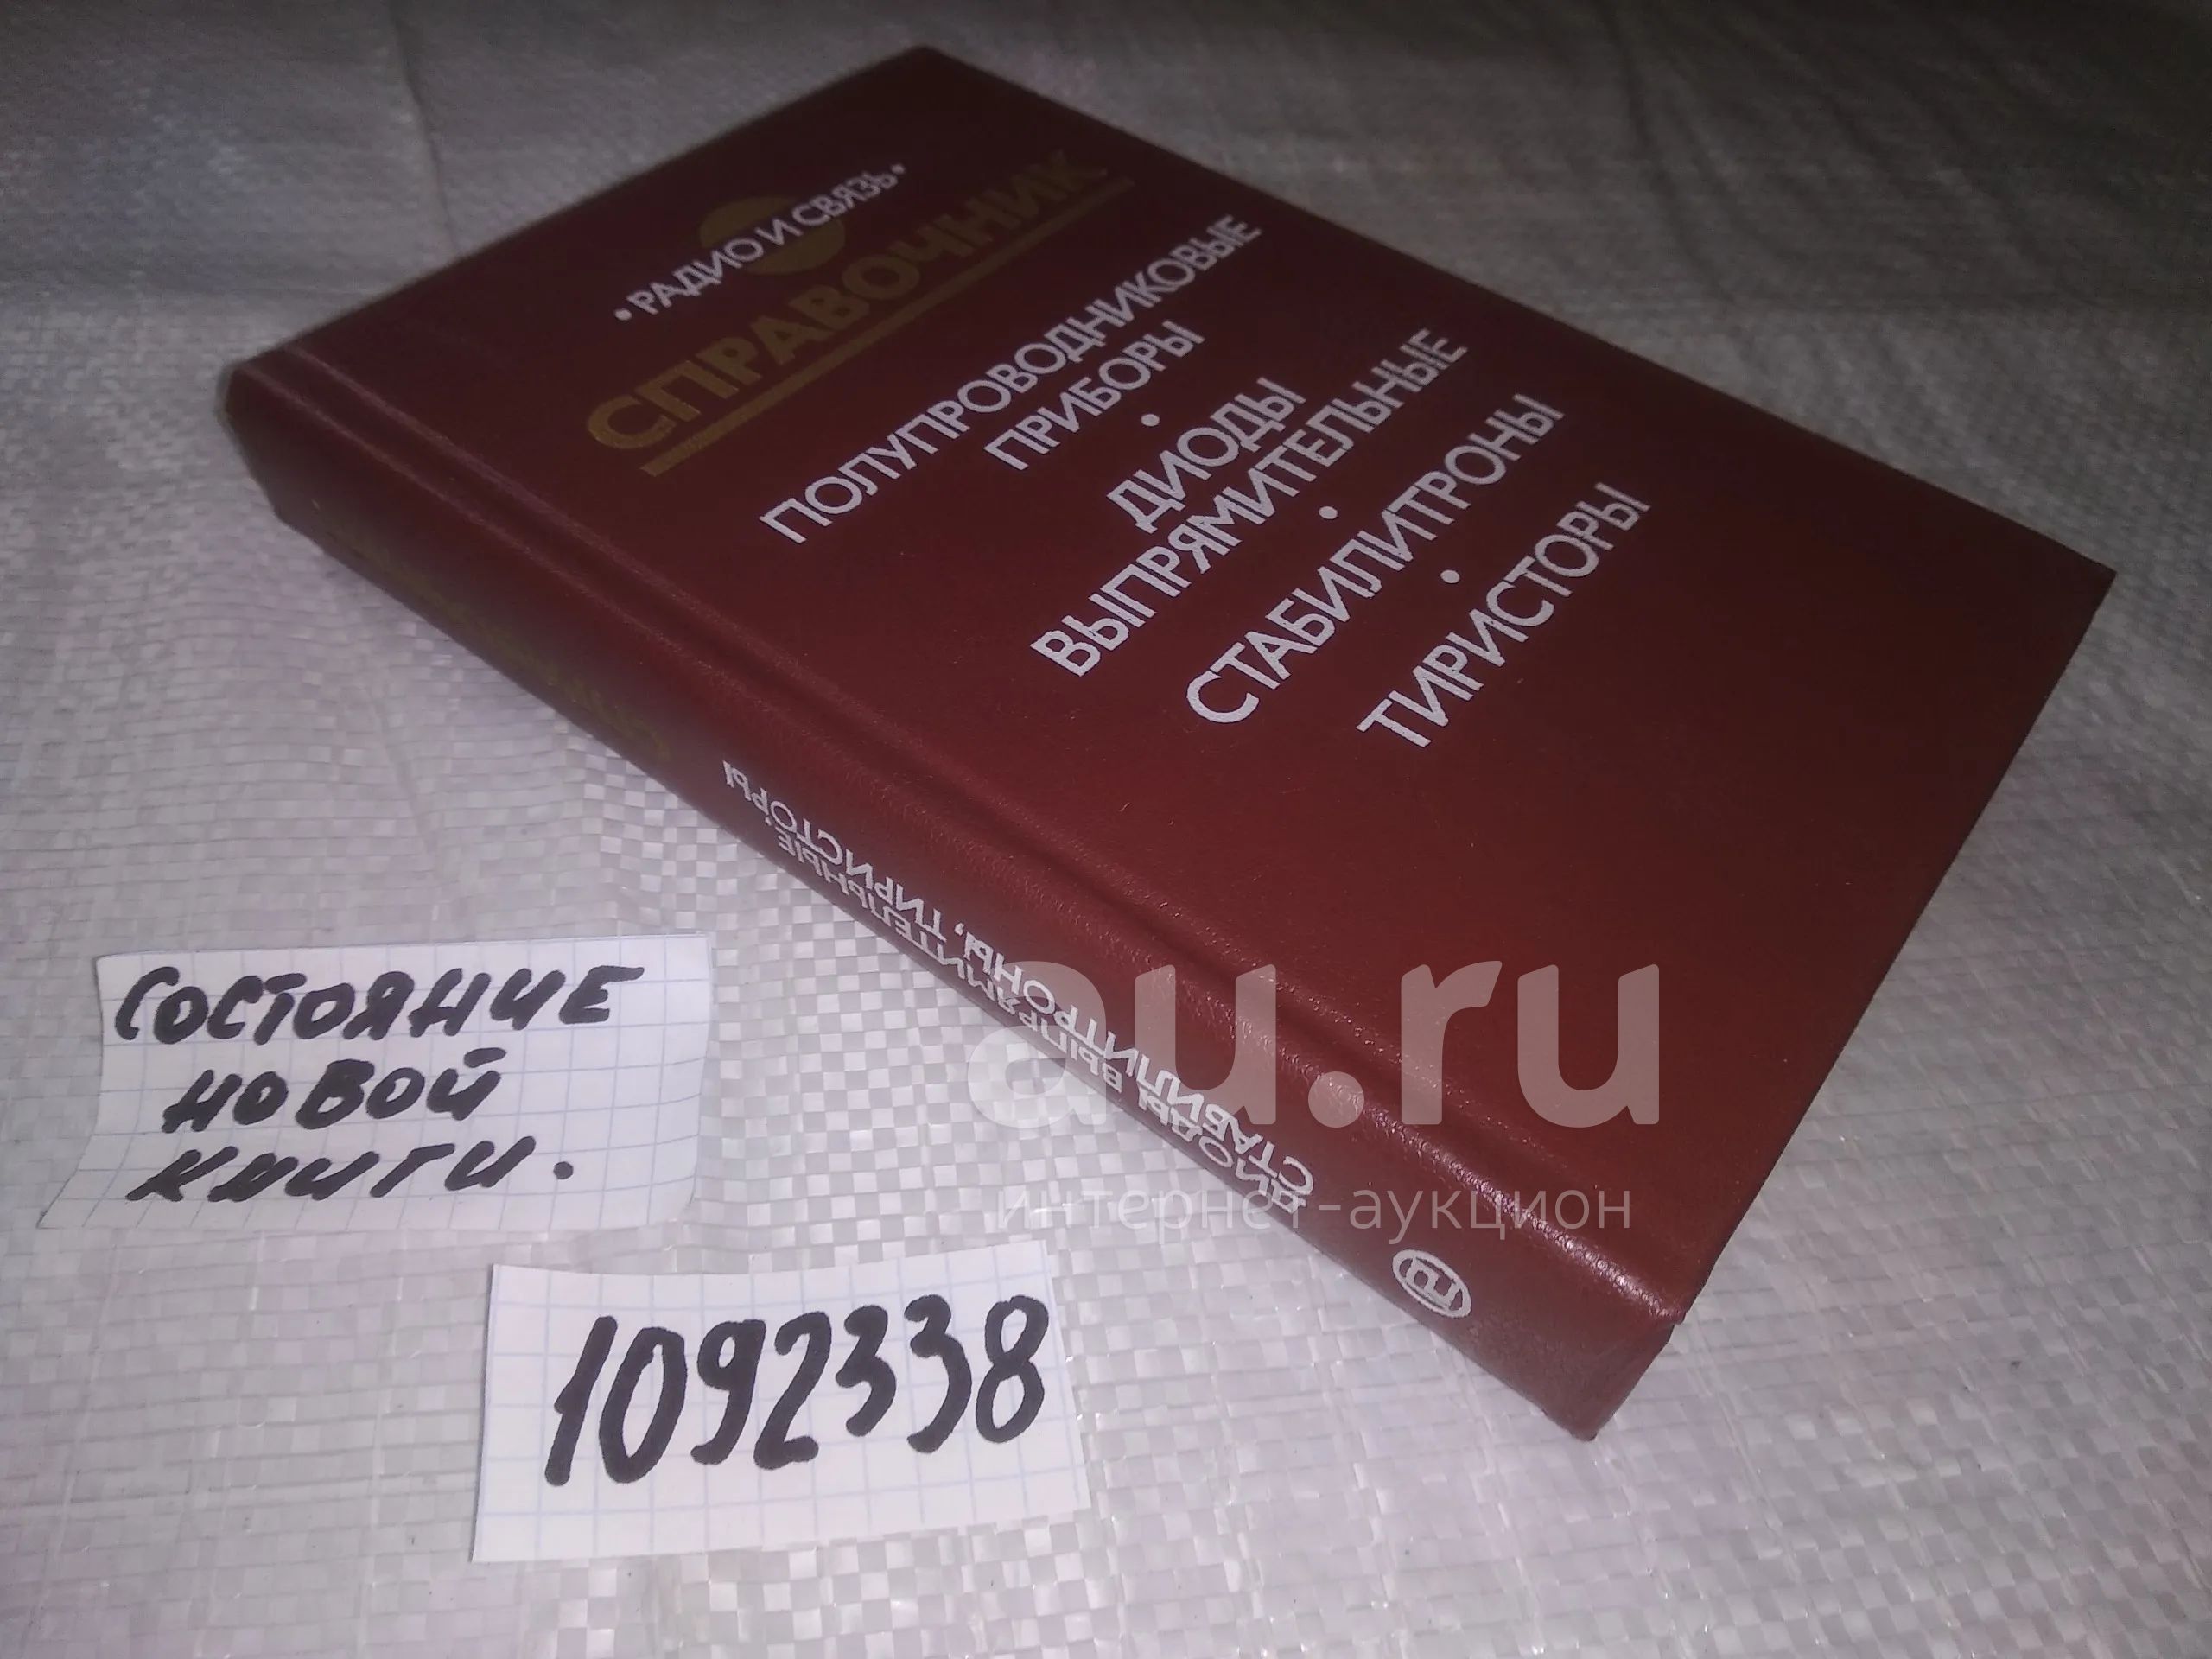 •РАДИО И СВЯЗЬ•
СПРАВОЧНИК
ПОЛУПРОВОДНИКОВЫЕ
ПРИБОРЫ
•
ДИОДЫ
ВЫПРЯМИТЕЛЬНЫЕ
•
СТАБИЛИТРОНЫ
•
ТИРИСТОРЫ
ДИОДЫ ВЫПРЯМИТЕЛЬНЫЕ,
СТАБИЛИТРОНЫ, ТИРИСТОРЫ
au.ru
интернет-аукцион
СОСТОЯНИЕ
НОВОЙ
КНИГИ.
1092338